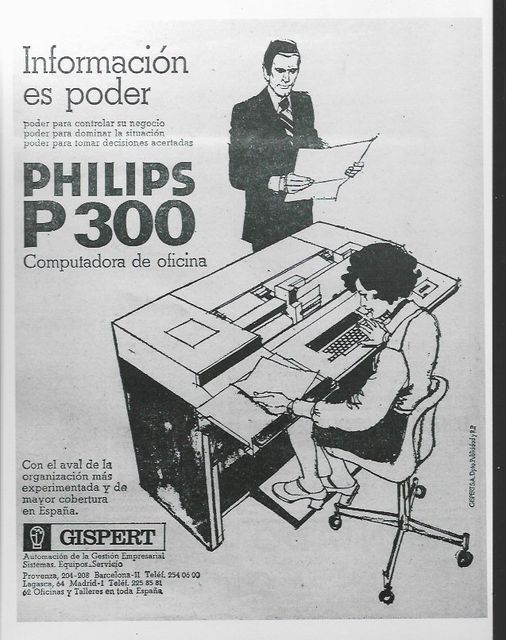 Información
es poder
poder para controlar su negocio
poder para dominar la situación
poder para tomar decisiones acertadas
PHILIPS
P 300
Computadora de oficina
Con el aval de la
organización más
experimentada y de
mayor cobertura
en España.
GISPERT
Automación de la Gestión Empresarial
Sistemas. Equipos. Servicio
Provenza, 204-208 Barcelona-11 Teléf. 254 06 00
Lagasca, 64 Madrid-1 Teléf. 225 85 81
62 Oficinas y Talleres en toda España
GISPERT S.A. Dpto. Publicidad y R.P.